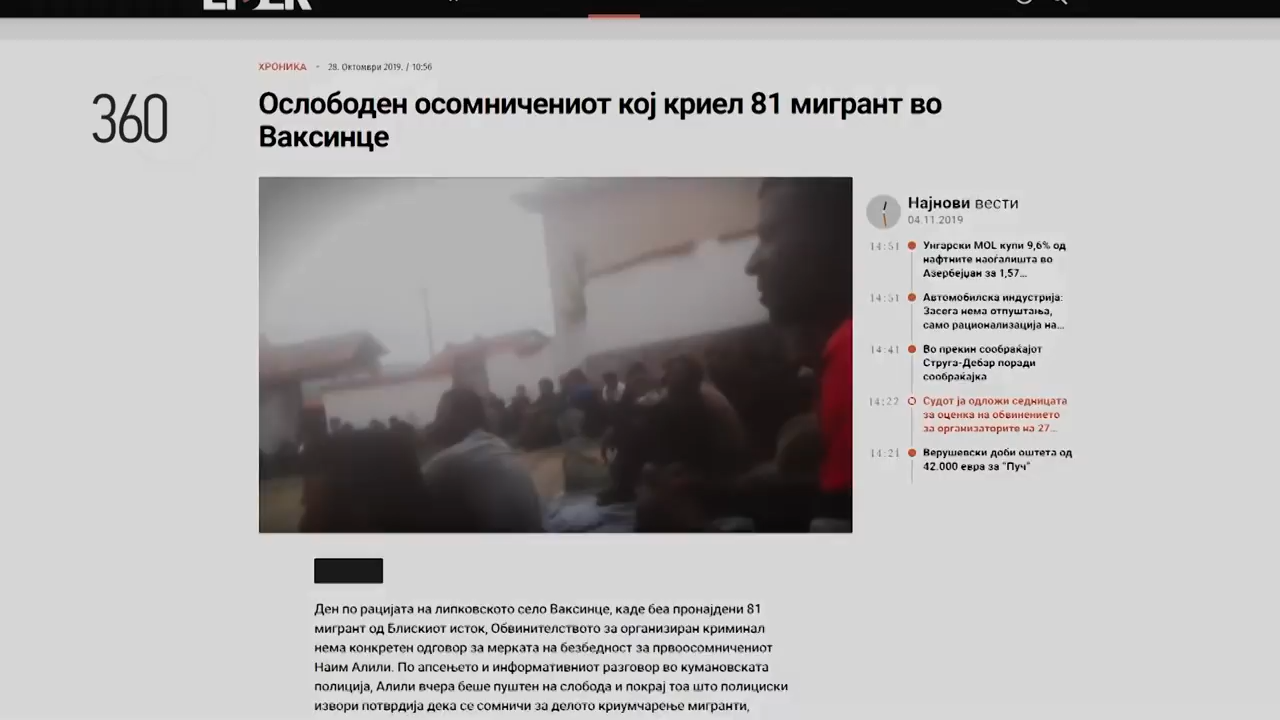 ХРОНИКА - 28. Октомври 2019. / 10:56
360
Ослободен осомничениот кој криел 81 мигрант во
Ваксинце
Најнови вести
04.11.2019
14:51 Унгарски MOL купи 9,6% од
нафтните наоѓалишта во
Азербејџан за 1,57...
14:51 Автомобилска индустрија:
Засега нема отпуштања,
само рационализација на...
14:41 Во прекин сообраќајот
Струга-Дебар поради
сообраќајка
14:22 Судот ја одложи седницата
за оценка на обвинението
за организаторите на 27...
14:21 Верушевски доби оштета од
42.000 евра за "Пуч"
Ден по рацијата на липковското село Ваксинце, каде беа пронајдени 81
мигрант од Блискиот исток, Обвинителството за организиран криминал
нема конкретен одговор за мерката на безбедност за првоосомничениот
Наим Алили. По апсењето и информативниот разговор во кумановската
полиција, Алили вчера беше пуштен на слобода и покрај тоа што полициски
извори потврдија дека се сомничи за делото криумчарење мигранти,